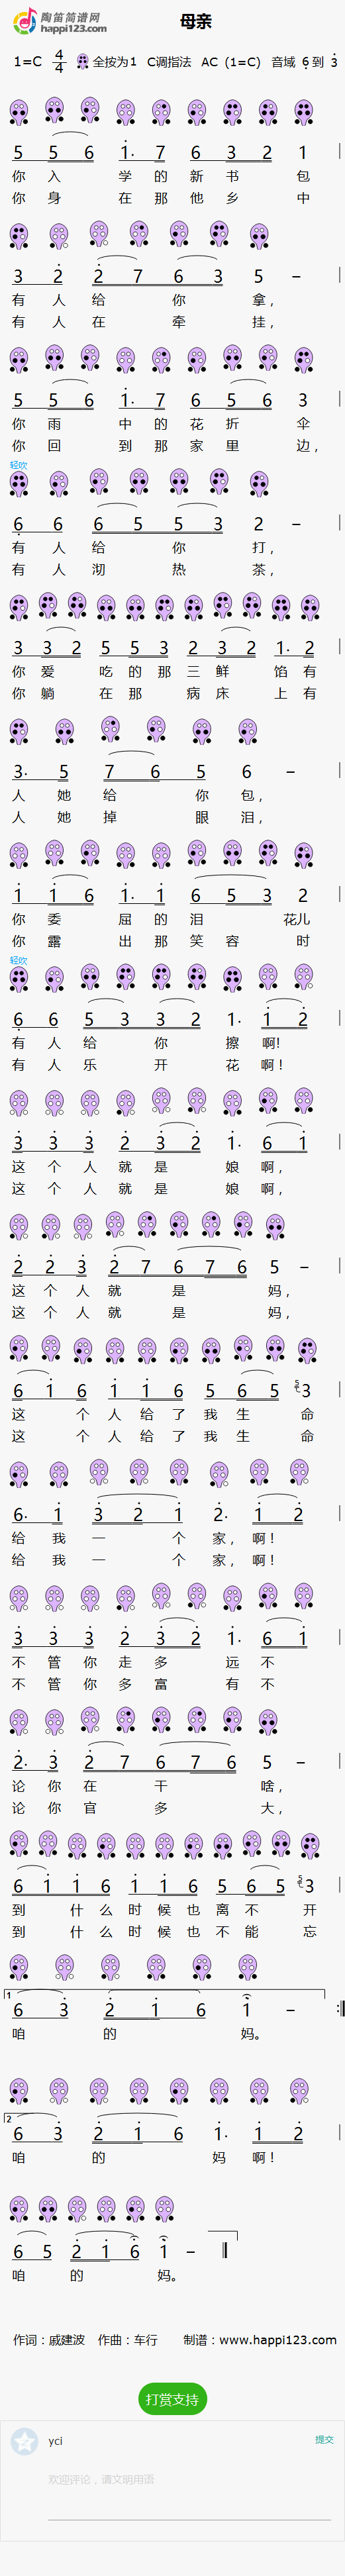 陶笛简谱网
happi123.com
母亲
1=C 4/4 全按为1 C调指法 AC (1=C) 音域 6̣ 到 3̇
5 5 6 1̇· 7 6 3 2 1
你 入 学 的 新 书 包
你 身 在 那 他 乡 中
3 2̇ 2̇ 7 6 3 5 –
有 人 给 你 拿，
有 人 在 牵 挂，
5 5 6 1̇· 7 6 5 6 3
你 雨 中 的 花 折 伞
你 回 到 那 家 里 边，
轻吹
6̣ 6 6 5 5 3 2 –
有 人 给 你 打，
有 人 沏 热 茶，
3 3 2 5 5 3 2 3 2 1· 2
你 爱 吃 的 那 三 鲜 馅 有
你 躺 在 那 病 床 上 有
3· 5 7 6 5 6 –
人 她 给 你 包，
人 她 掉 眼 泪，
1̇ 1̇ 6 1̇· 1̇ 6 5 3 2
你 委 屈 的 泪 花儿
你 露 出 那 笑 容 时
轻吹
6̣ 6 5 3 3 2 1· 1̇ 2̇
有 人 给 你 擦 啊!
有 人 乐 开 花 啊！
3̇ 3̇ 3̇ 2̇ 3̇ 2̇ 1̇· 6 1̇
这 个 人 就 是 娘 啊，
这 个 人 就 是 娘 啊，
2̇ 2̇ 3̇ 2̇ 7 6 7 6 5 –
这 个 人 就 是 妈，
这 个 人 就 是 妈，
6 1̇ 6 1̇ 1̇ 6 5 6 5 5 3
这 个 人 给 了 我 生 命
这 个 人 给 了 我 生 命
6· 1̇ 3̇ 2̇ 1̇ 2̇· 1̇ 2̇
给 我 一 个 家，啊！
给 我 一 个 家，啊！
3̇ 3̇ 3̇ 2̇ 3̇ 2̇ 1̇· 6 1̇
不 管 你 走 多 远 不
不 管 你 多 富 有 不
2̇· 3̇ 2̇ 7 6 7 6 5 –
论 你 在 干 啥，
论 你 官 多 大，
6 1̇ 1̇ 6 1̇ 1̇ 6 5 6 5 5 3
到 什 么 时 候 也 离 不 开
到 什 么 时 候 也 不 能 忘
1
6 3̇ 2̇ 1̇ 6 1̇ –
咱 的 妈。
2
6 3̇ 2̇ 1̇ 6 1̇· 1̇ 2̇
咱 的 妈 啊！
6 5 2̇ 1̇ 6̇ 1̇ –
咱 的 妈。
作词：戚建波 作曲：车行 制谱：www.happi123.com
打赏支持
yci 提交
欢迎评论，请文明用语